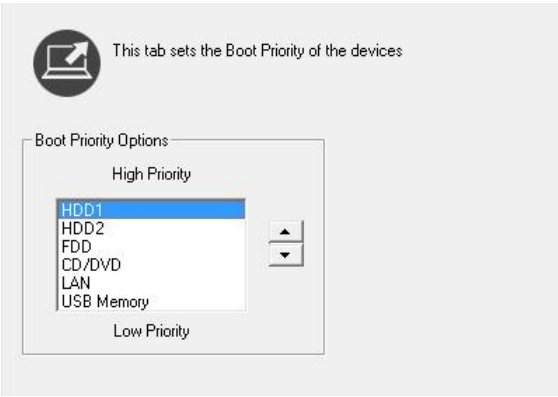 This tab sets the Boot Priority of the devices
Boot Priority Options
High Priority
HDD1
HDD2
FDD
CD/DVD
LAN
USB Memory
Low Priority